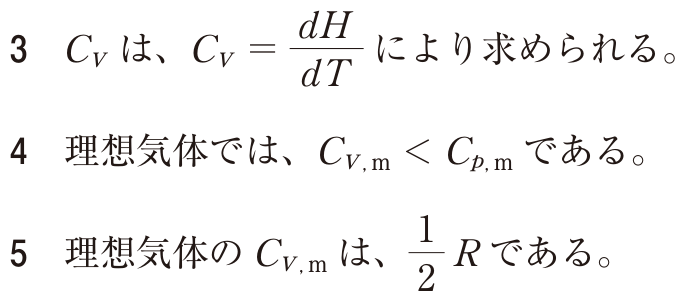 3 C_V は、C_V = dH/dT により求められる。
4 理想気体では、C_{V,m} < C_{p,m} である。
5 理想気体の C_{V,m} は、1/2 R である。